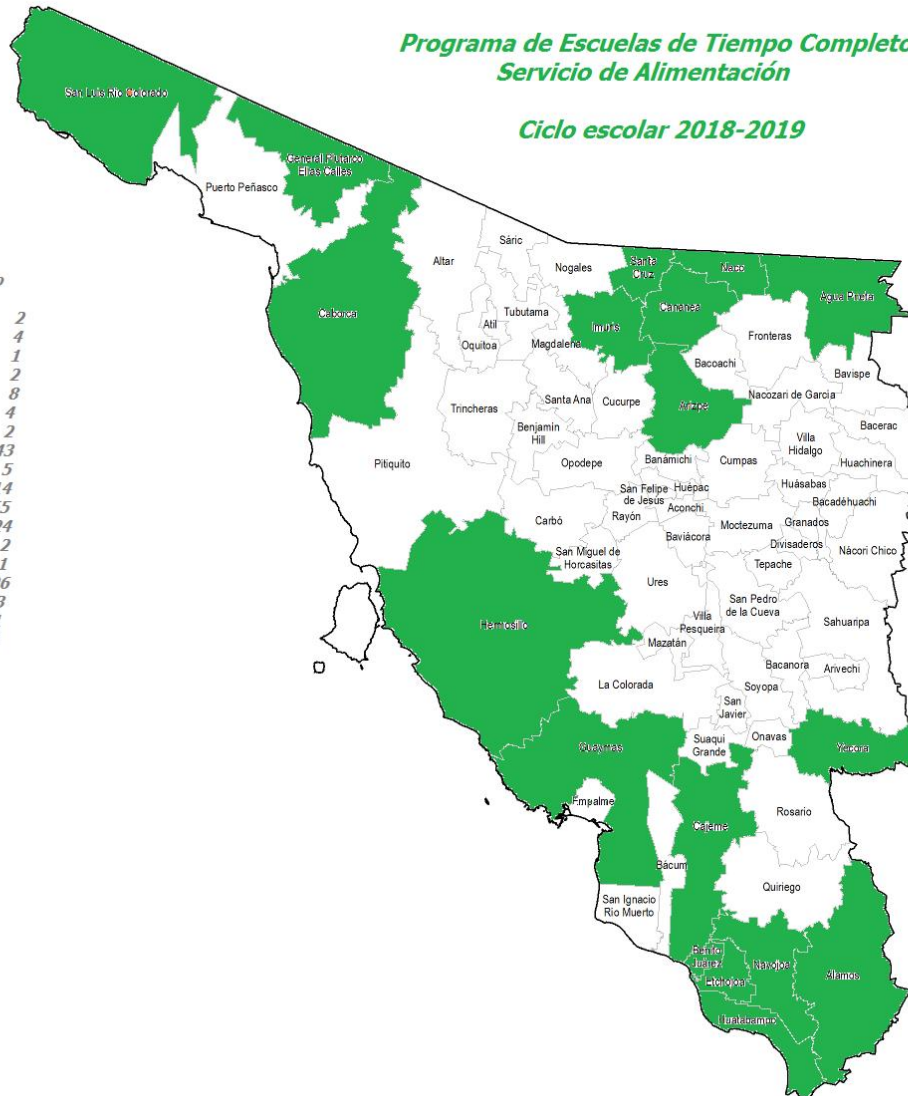 Programa de Escuelas de Tiempo Completo
Servicio de Alimentación
Ciclo escolar 2018-2019
San Luis Río Colorado
General Plutarco
Elías Calles
Puerto Peñasco
Sáric
Altar
Nogales
Santa
Cruz
Naco
Agua Prieta
Cananea
Caborca
Tubutama
Atil
Oquitoa
Imuris
Magdalena
Fronteras
Bacoachi
Bavispe
Nacozari de García
Arizpe
Santa Ana
Cucurpe
Trincheras
Benjamín
Hill
Bacerac
Villa
Hidalgo
Huachinera
Pitiquito
Opodepe
Banámichi
Cumpas
San Felipe
de Jesús
Huépac
Huásabas
Bacadéhuachi
Aconchi
Rayón
Carbó
Moctezuma
Granados
Baviácora
Divisaderos
Nácori Chico
San Miguel de
Horcasitas
Tepache
Ures
San Pedro
de la Cueva
Villa
Pesqueira
Sahuaripa
Hermosillo
Mazatán
Bacanora
Arivechi
La Colorada
Soyopa
San
Javier
Suaqui
Grande
Onavas
Yécora
Guaymas
Empalme
Cajeme
Rosario
Bácum
Quiriego
San Ignacio
Río Muerto
Benito
Juárez
Navojoa
Álamos
Etchojoa
Huatabampo
2
4
1
2
8
4
2
5
2